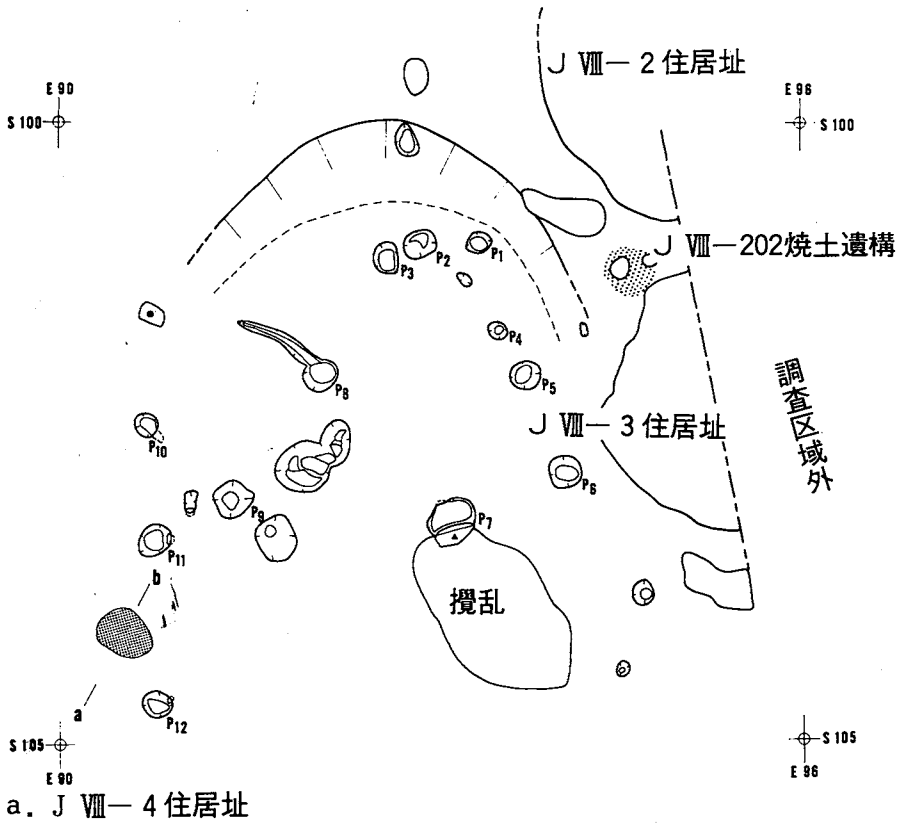 J Ⅷ－2住居址
E 90
S 100
E 96
S 100
J Ⅷ－202焼土遺構
P1
P2
P3
P4
P5
調査区域外
P8
J Ⅷ－3住居址
P10
P6
P9
P7
P11
攪乱
b
a
P12
S 105
E 90
S 105
E 96
a. J Ⅷ－4住居址